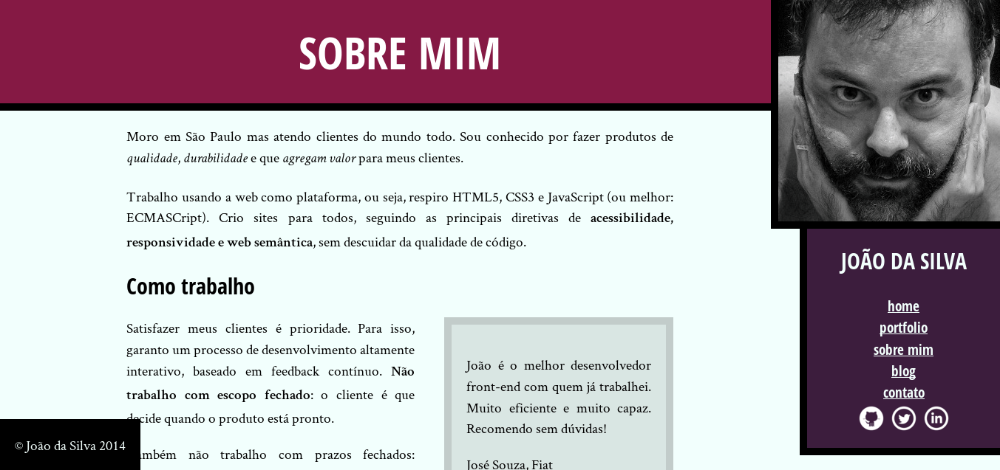 SOBRE MIM
Moro em São Paulo mas atendo clientes do mundo todo. Sou conhecido por fazer produtos de
qualidade, durabilidade e que agregam valor para meus clientes.
Trabalho usando a web como plataforma, ou seja, respiro HTML5, CSS3 e JavaScript (ou melhor:
ECMASCript). Crio sites para todos, seguindo as principais diretivas de acessibilidade,
responsividade e web semântica, sem descuidar da qualidade de código.
Como trabalho
Satisfazer meus clientes é prioridade. Para isso,
garanto um processo de desenvolvimento altamente
interativo, baseado em feedback contínuo. Não
trabalho com escopo fechado: o cliente é que
decide quando o produto está pronto.
Também não trabalho com prazos fechados:
João é o melhor desenvolvedor
front-end com quem já trabalhei.
Muito eficiente e muito capaz.
Recomendo sem dúvidas!
José Souza, Fiat
JOÃO DA SILVA
home
portfolio
sobre mim
blog
contato
in
© João da Silva 2014